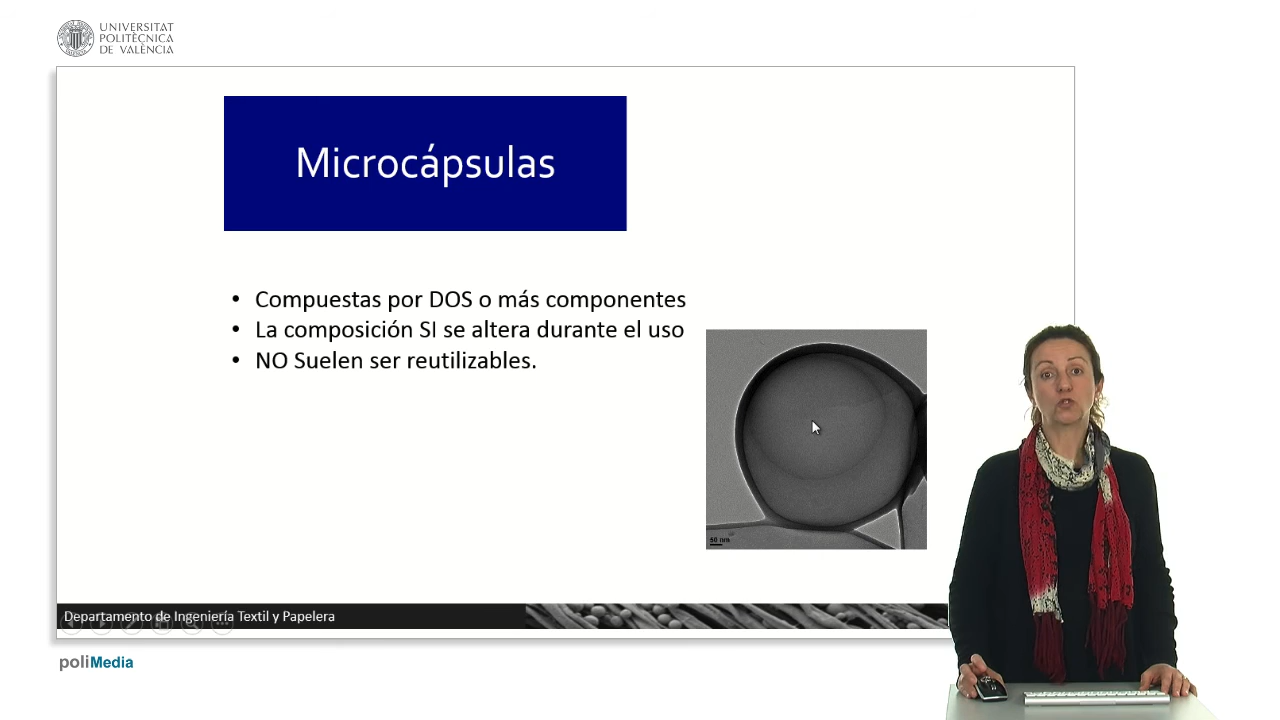 UNIVERSITAT
POLITÈCNICA
DE VALÈNCIA
Microcápsulas
• Compuestas por DOS o más componentes
• La composición SI se altera durante el uso
• NO Suelen ser reutilizables.
50 nm
Departamento de Ingeniería Textil y Papelera
poliMedia